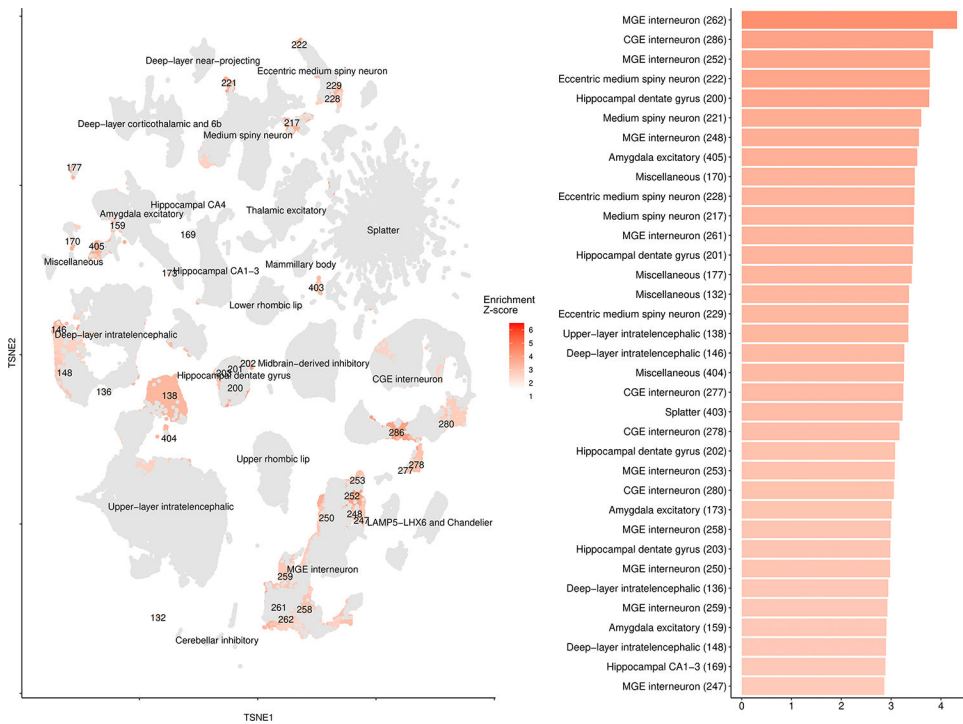 222
Deep-layer near-projecting
Eccentric medium spiny neuron
221
229
228
Deep-layer corticothalamic and 6b
217
Medium spiny neuron
177
Hippocampal CA4
Amygdala excitatory
Thalamic excitatory
159
Splatter
169
170
405
Miscellaneous
Mammillary body
173
Hippocampal CA1-3
403
Lower rhombic lip
146
Deep-layer intratelencephalic
202
Midbrain-derived inhibitory
201
203
148
Hippocampal dentate gyrus
CGE interneuron
200
136
138
280
286
404
Upper rhombic lip
278
277
253
252
Upper-layer intratelencephalic
248
250
247
LAMP5-LHX6 and Chandelier
MGE interneuron
259
261
258
262
132
Cerebellar inhibitory
TSNE2
TSNE1
Enrichment
Z-score
6
5
4
3
2
1
MGE interneuron (262)
CGE interneuron (286)
MGE interneuron (252)
Eccentric medium spiny neuron (222)
Hippocampal dentate gyrus (200)
Medium spiny neuron (221)
MGE interneuron (248)
Amygdala excitatory (405)
Miscellaneous (170)
Eccentric medium spiny neuron (228)
Medium spiny neuron (217)
MGE interneuron (261)
Hippocampal dentate gyrus (201)
Miscellaneous (177)
Miscellaneous (132)
Eccentric medium spiny neuron (229)
Upper-layer intratelencephalic (138)
Deep-layer intratelencephalic (146)
Miscellaneous (404)
CGE interneuron (277)
Splatter (403)
CGE interneuron (278)
Hippocampal dentate gyrus (202)
MGE interneuron (253)
CGE interneuron (280)
Amygdala excitatory (173)
MGE interneuron (258)
Hippocampal dentate gyrus (203)
MGE interneuron (250)
Deep-layer intratelencephalic (136)
MGE interneuron (259)
Amygdala excitatory (159)
Deep-layer intratelencephalic (148)
Hippocampal CA1-3 (169)
MGE interneuron (247)
0 1 2 3 4